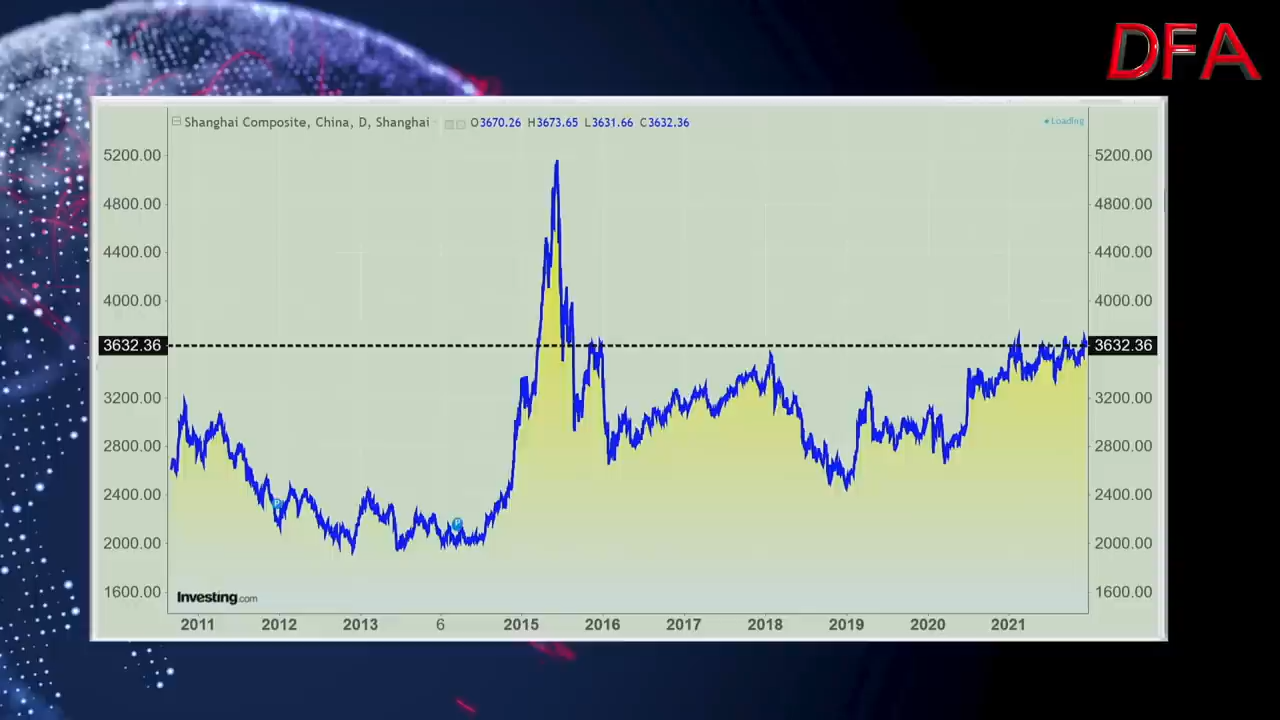 DFA
Shanghai Composite, China, D, Shanghai O3670.26 H3673.65 L3631.66 C3632.36
Loading
5200.00 5200.00
4800.00 4800.00
4400.00 4400.00
4000.00 4000.00
3632.36 3632.36
3200.00 3200.00
2800.00 2800.00
2400.00 2400.00
P
P
2000.00 2000.00
1600.00 1600.00
Investing.com
2011 2012 2013 6 2015 2016 2017 2018 2019 2020 2021